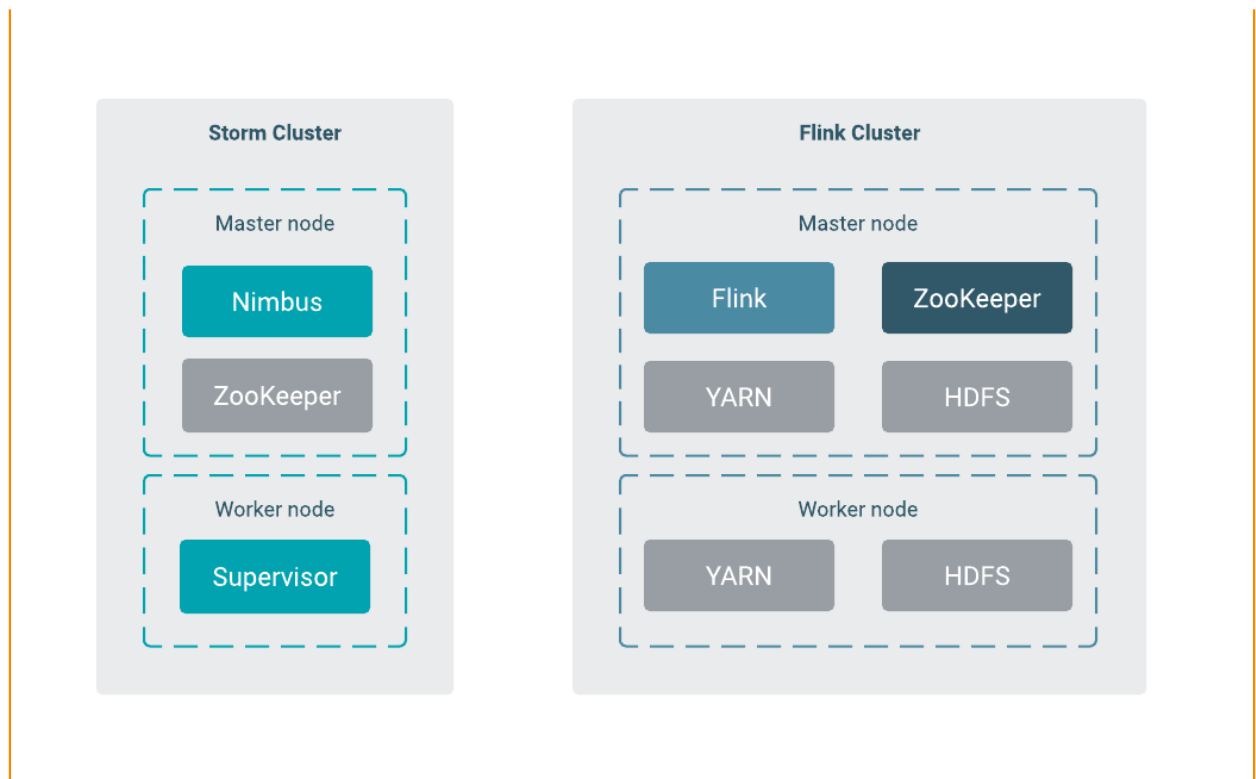 Storm Cluster
Master node
Nimbus
ZooKeeper
Worker node
Supervisor
Flink Cluster
Master node
Flink ZooKeeper
YARN HDFS
Worker node
YARN HDFS